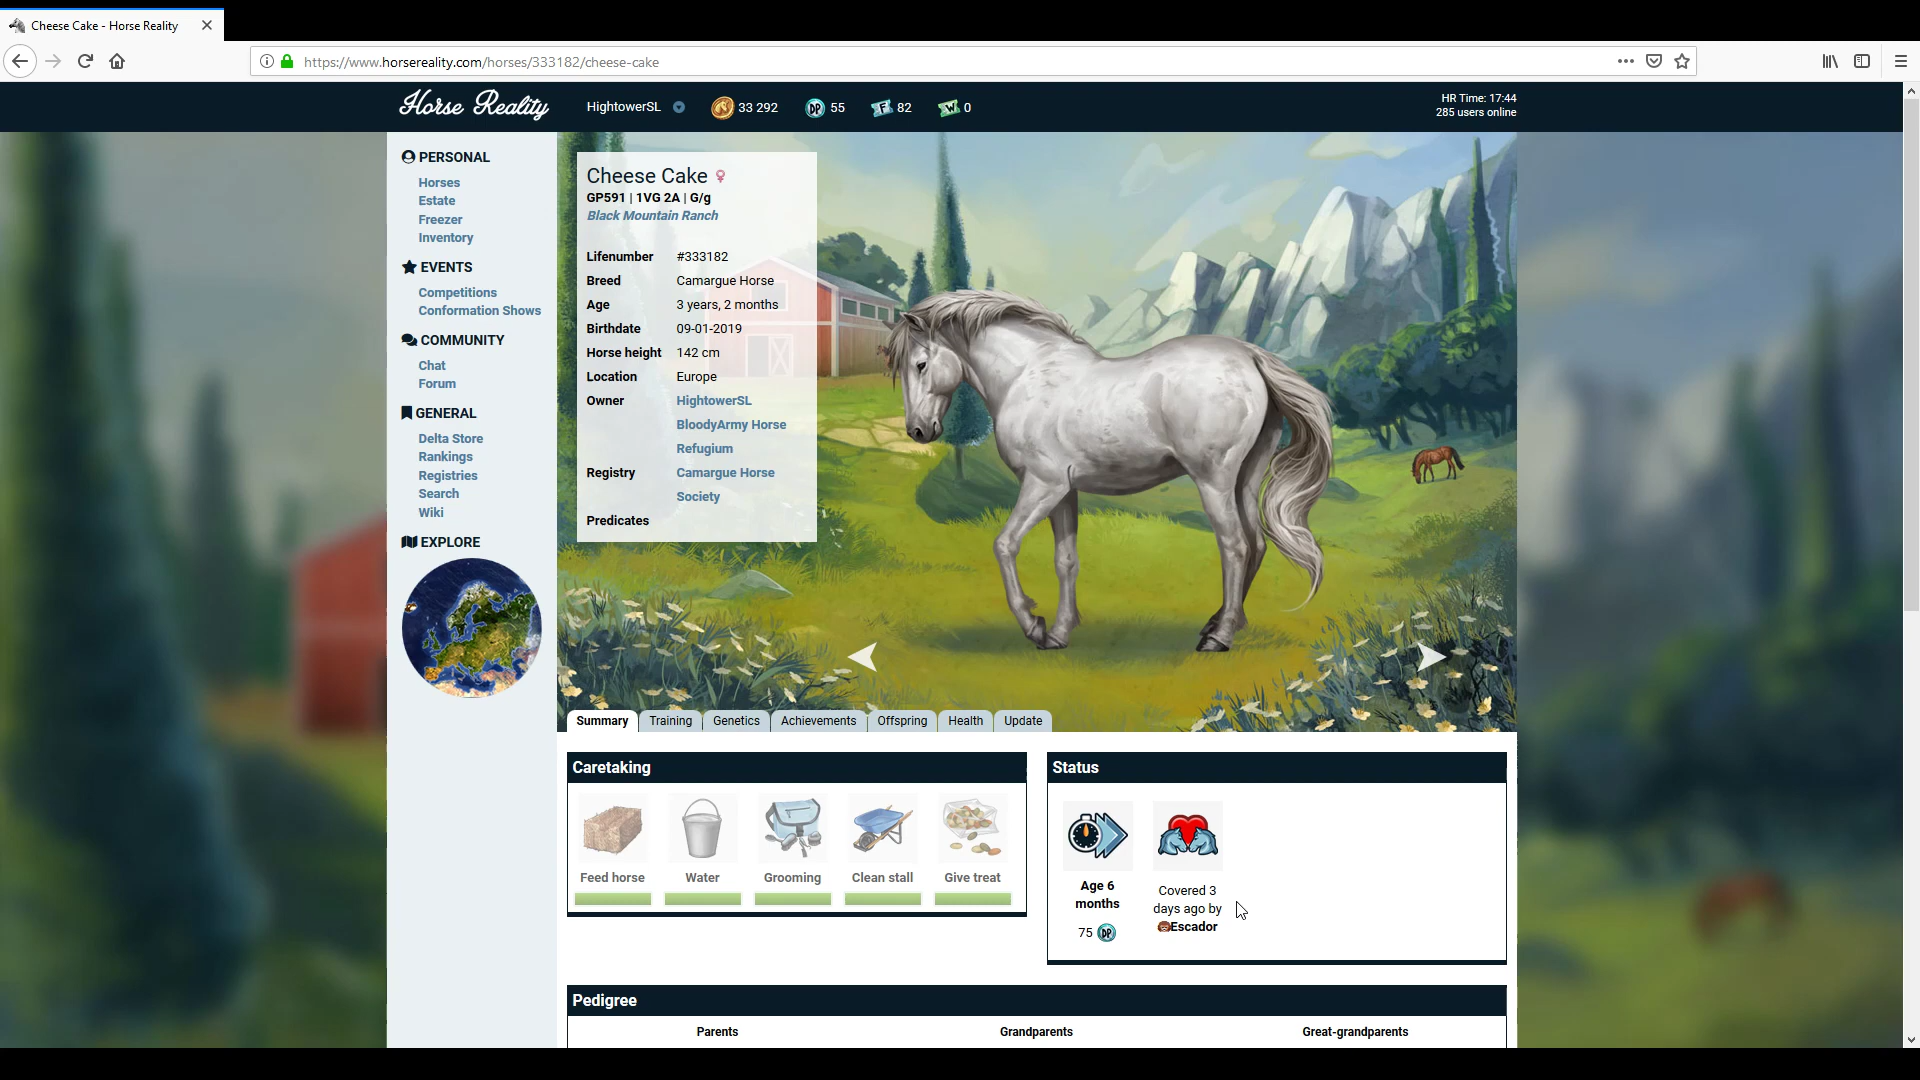 Cheese Cake - Horse Reality
https://www.horsereality.com/horses/333182/cheese-cake
Horse Reality
HightowerSL
33 292
DP 55
F 82
W 0
HR Time: 17:44
285 users online
PERSONAL
Horses
Estate
Freezer
Inventory
EVENTS
Competitions
Conformation Shows
COMMUNITY
Chat
Forum
GENERAL
Delta Store
Rankings
Registries
Search
Wiki
EXPLORE
Cheese Cake
GP591 | 1VG 2A | G/g
Black Mountain Ranch
Lifenumber #333182
Breed Camargue Horse
Age 3 years, 2 months
Birthdate 09-01-2019
Horse height 142 cm
Location Europe
Owner HightowerSL
BloodyArmy Horse
Refugium
Registry Camargue Horse
Society
Predicates
Summary Training Genetics Achievements Offspring Health Update
Caretaking
Feed horse Water Grooming Clean stall Give treat
Status
Age 6
months
75 DP
Covered 3
days ago by
Escador
Pedigree
Parents Grandparents Great-grandparents